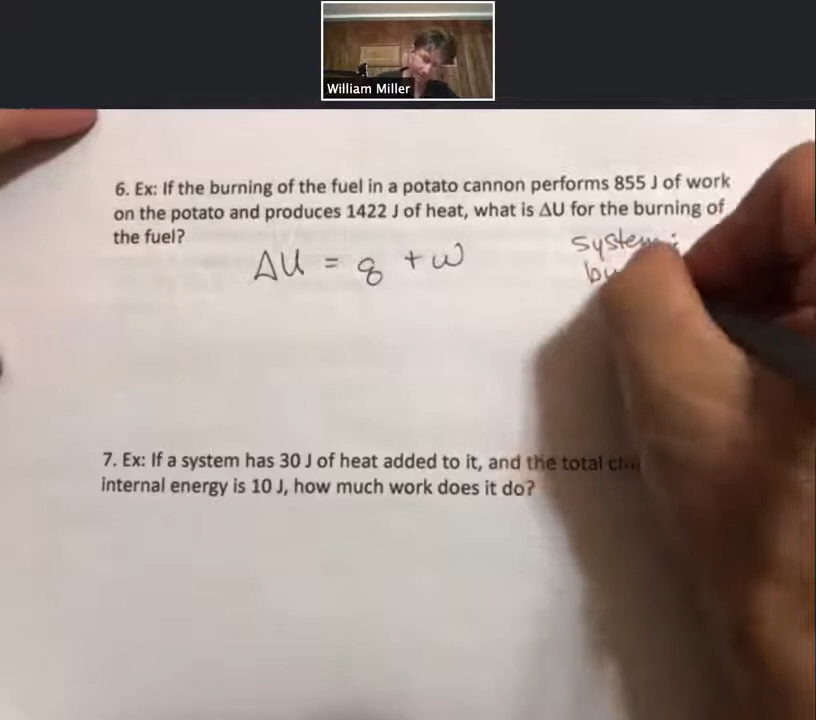 William Miller
6. Ex: If the burning of the fuel in a potato cannon performs 855 J of work
on the potato and produces 1422 J of heat, what is ΔU for the burning of
the fuel?
ΔU = q + w
system:
7. Ex: If a system has 30 J of heat added to it, and the total
internal energy is 10 J, how much work does it do?